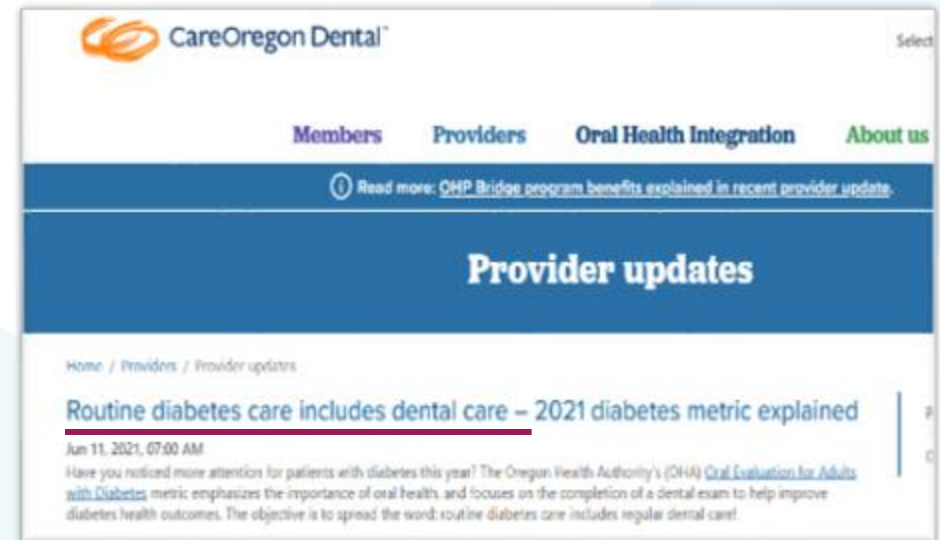 CareOregon Dental™
Select
Members Providers Oral Health Integration About us
Read more: OHP Bridge program benefits explained in recent provider update.
Provider updates
Home / Providers / Provider updates
Routine diabetes care includes dental care – 2021 diabetes metric explained
Jun 11, 2021, 07:00 AM
Have you noticed more attention for patients with diabetes this year? The Oregon Health Authority's (OHA) Oral Evaluation for Adults
with Diabetes metric emphasizes the importance of oral health, and focuses on the completion of a dental exam to help improve
diabetes health outcomes. The objective is to spread the word: routine diabetes care includes regular dental care!